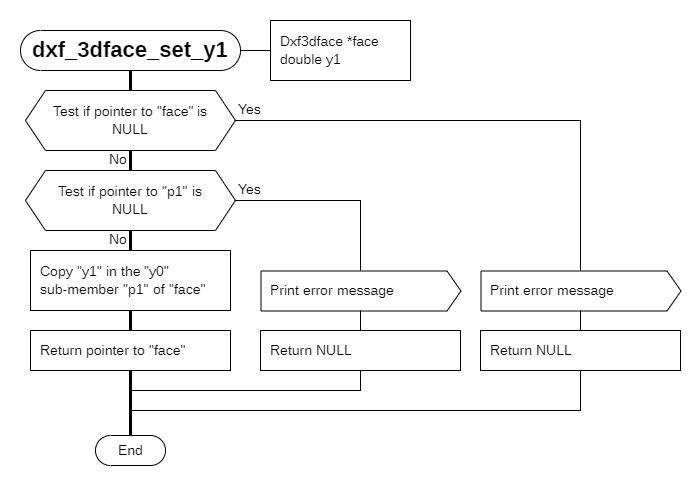 dxf_3dface_set_y1
Dxf3dface *face
double y1
Test if pointer to "face" is
NULL
Yes
No
Test if pointer to "p1" is
NULL
Yes
No
Copy "y1" in the "y0"
sub-member "p1" of "face"
Print error message
Print error message
Return pointer to "face"
Return NULL
Return NULL
End